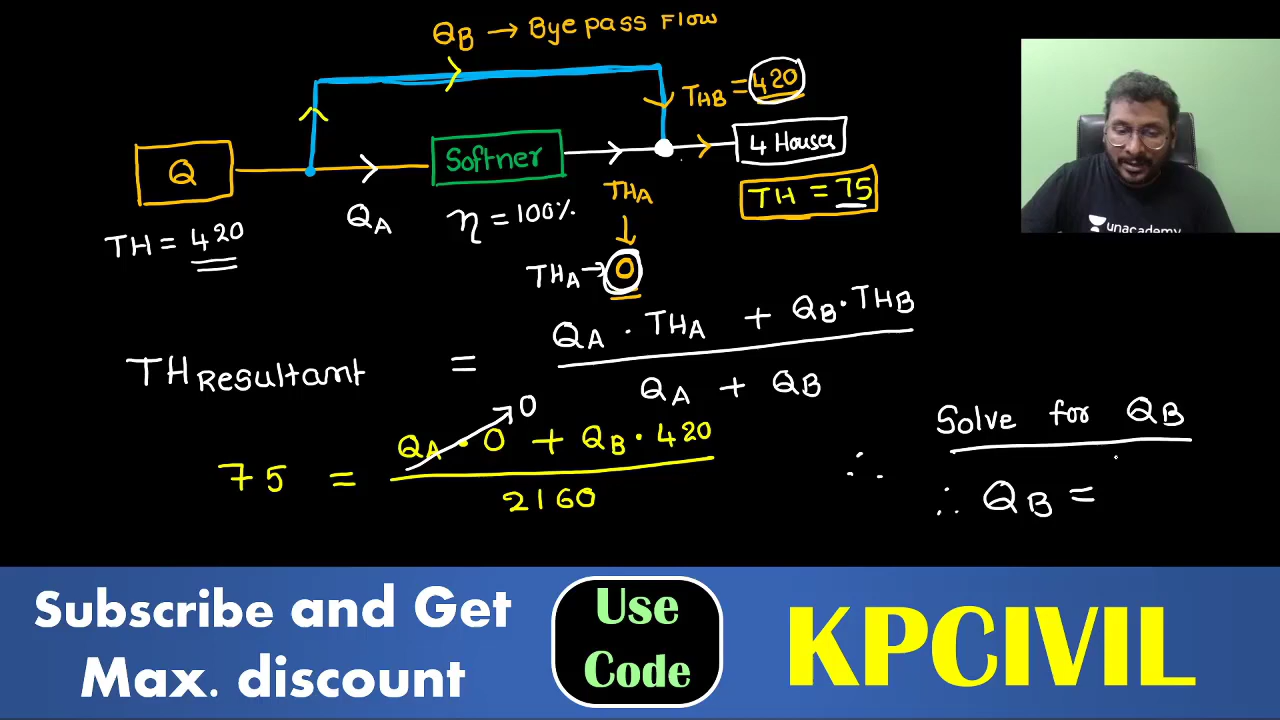 QB → Bye pass Flow
THB = 420
Q
Softner
4 Houses
TH = 420
QA
η = 100%
THA
TH = 75
THA → 0
unacademy
THResultant = QA · THA + QB · THB
QA + QB
75 = QA · 0 + QB · 420
0
2160
Solve for QB
∴
∴ QB =
Subscribe and Get
Max. discount
Use
Code
KPCIVIL